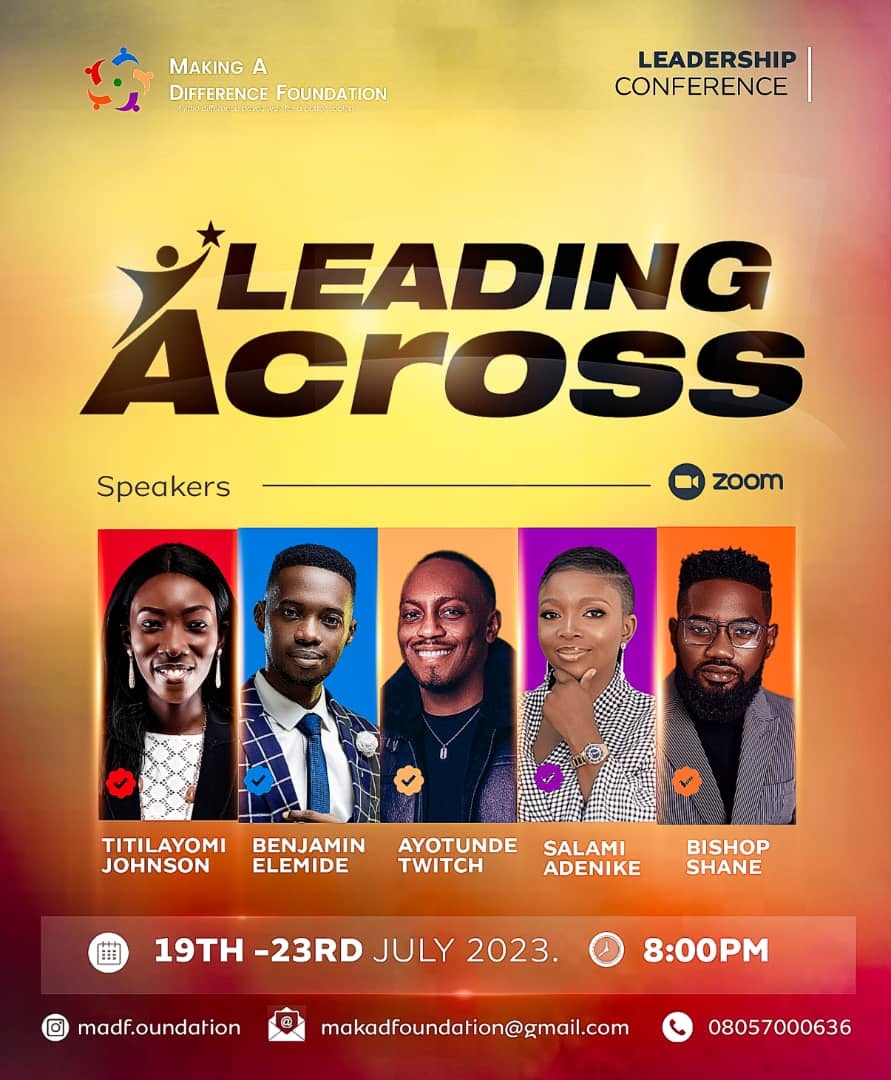 MAKING A
DIFFERENCE FOUNDATION
LEADERSHIP
CONFERENCE
LEADING
Across
Speakers
zoom
TITILAYOMI
JOHNSON
BENJAMIN
ELEMIDE
AYOTUNDE
TWITCH
SALAMI
ADENIKE
BISHOP
SHANE
19TH -23RD JULY 2023.
8:00PM
madf.oundation
makadfoundation@gmail.com
08057000636